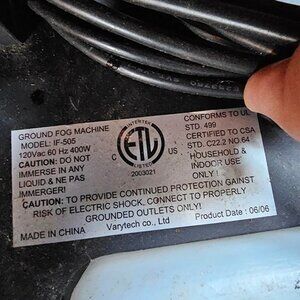 GROUND FOG MACHINE
MODEL: IF-505
120Vac 60 Hz 400W
CAUTION: DO NOT
IMMERSE IN ANY
LIQUID & NE PAS
IMMERGER!
INTERTEK
ETL
C US
LISTED
2003021
CONFORMS TO UL
STD. 499
CERTIFIED TO CSA
STD. C22.2 NO.64
HOUSEHOLD &
INDOOR USE
ONLY!
CAUTION: TO PROVIDE CONTINUED PROTECTION GAINST
RISK OF ELECTRIC SHOCK, CONNECT TO PROPERLY
GROUNDED OUTLETS ONLY!
MADE IN CHINA Varytech co., Ltd Product Date : 06/06